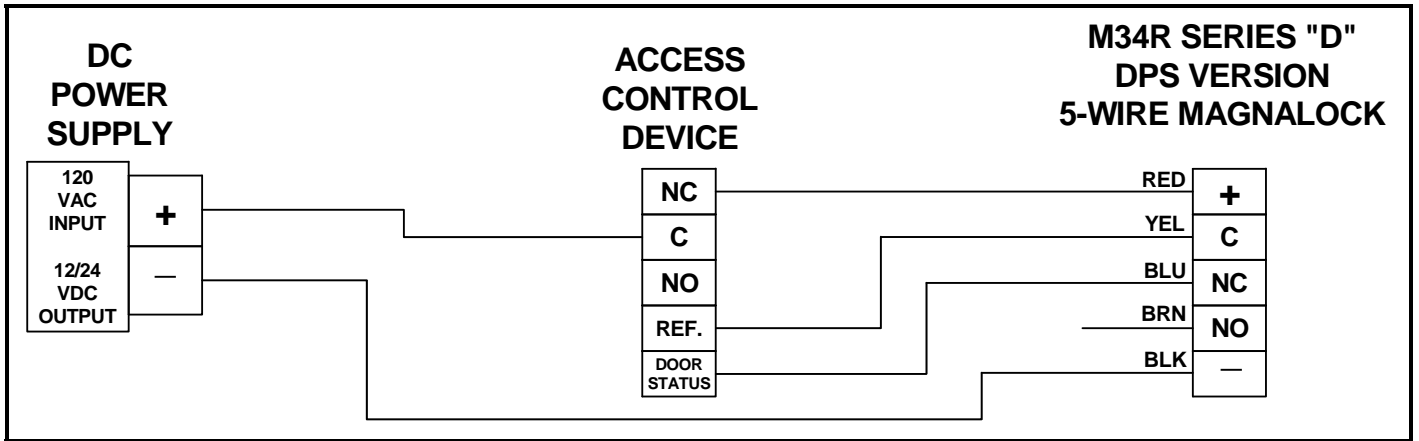 DC
POWER
SUPPLY
120
VAC
INPUT
12/24
VDC
OUTPUT
+
—
ACCESS
CONTROL
DEVICE
NC
C
NO
REF.
DOOR
STATUS
M34R SERIES "D"
DPS VERSION
5-WIRE MAGNALOCK
RED
YEL
BLU
BRN
BLK
+
C
NC
NO
—